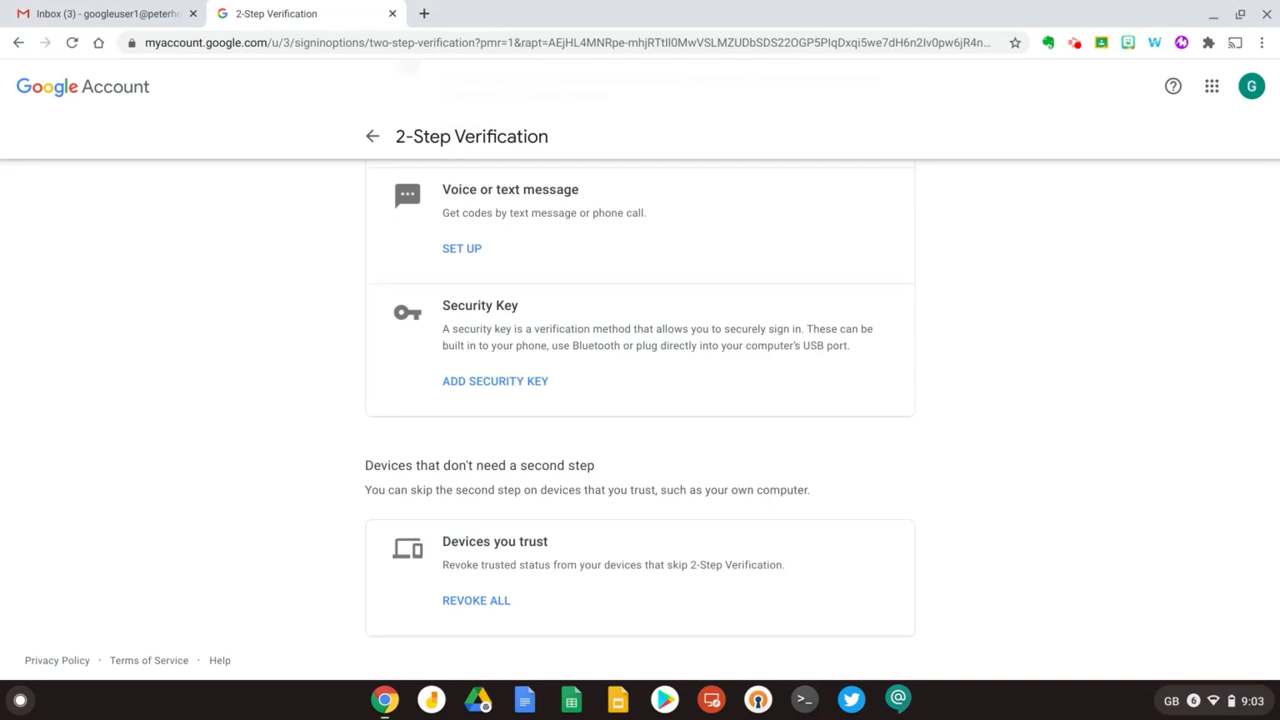 Inbox (3) - googleuser1@peterho
2-Step Verification
myaccount.google.com/u/3/signinoptions/two-step-verification?pmr=1&rapt=AEjHL4MNRpe-mhjRTtIl0MwVSLMZUDbSDS22OGP5PIqDxqi5we7dH6n2Iv0pw6jR4n...
Google Account
G
2-Step Verification
Voice or text message
Get codes by text message or phone call.
SET UP
Security Key
A security key is a verification method that allows you to securely sign in. These can be
built in to your phone, use Bluetooth or plug directly into your computer's USB port.
ADD SECURITY KEY
Devices that don't need a second step
You can skip the second step on devices that you trust, such as your own computer.
Devices you trust
Revoke trusted status from your devices that skip 2-Step Verification.
REVOKE ALL
Privacy Policy · Terms of Service · Help
GB 6 9:03